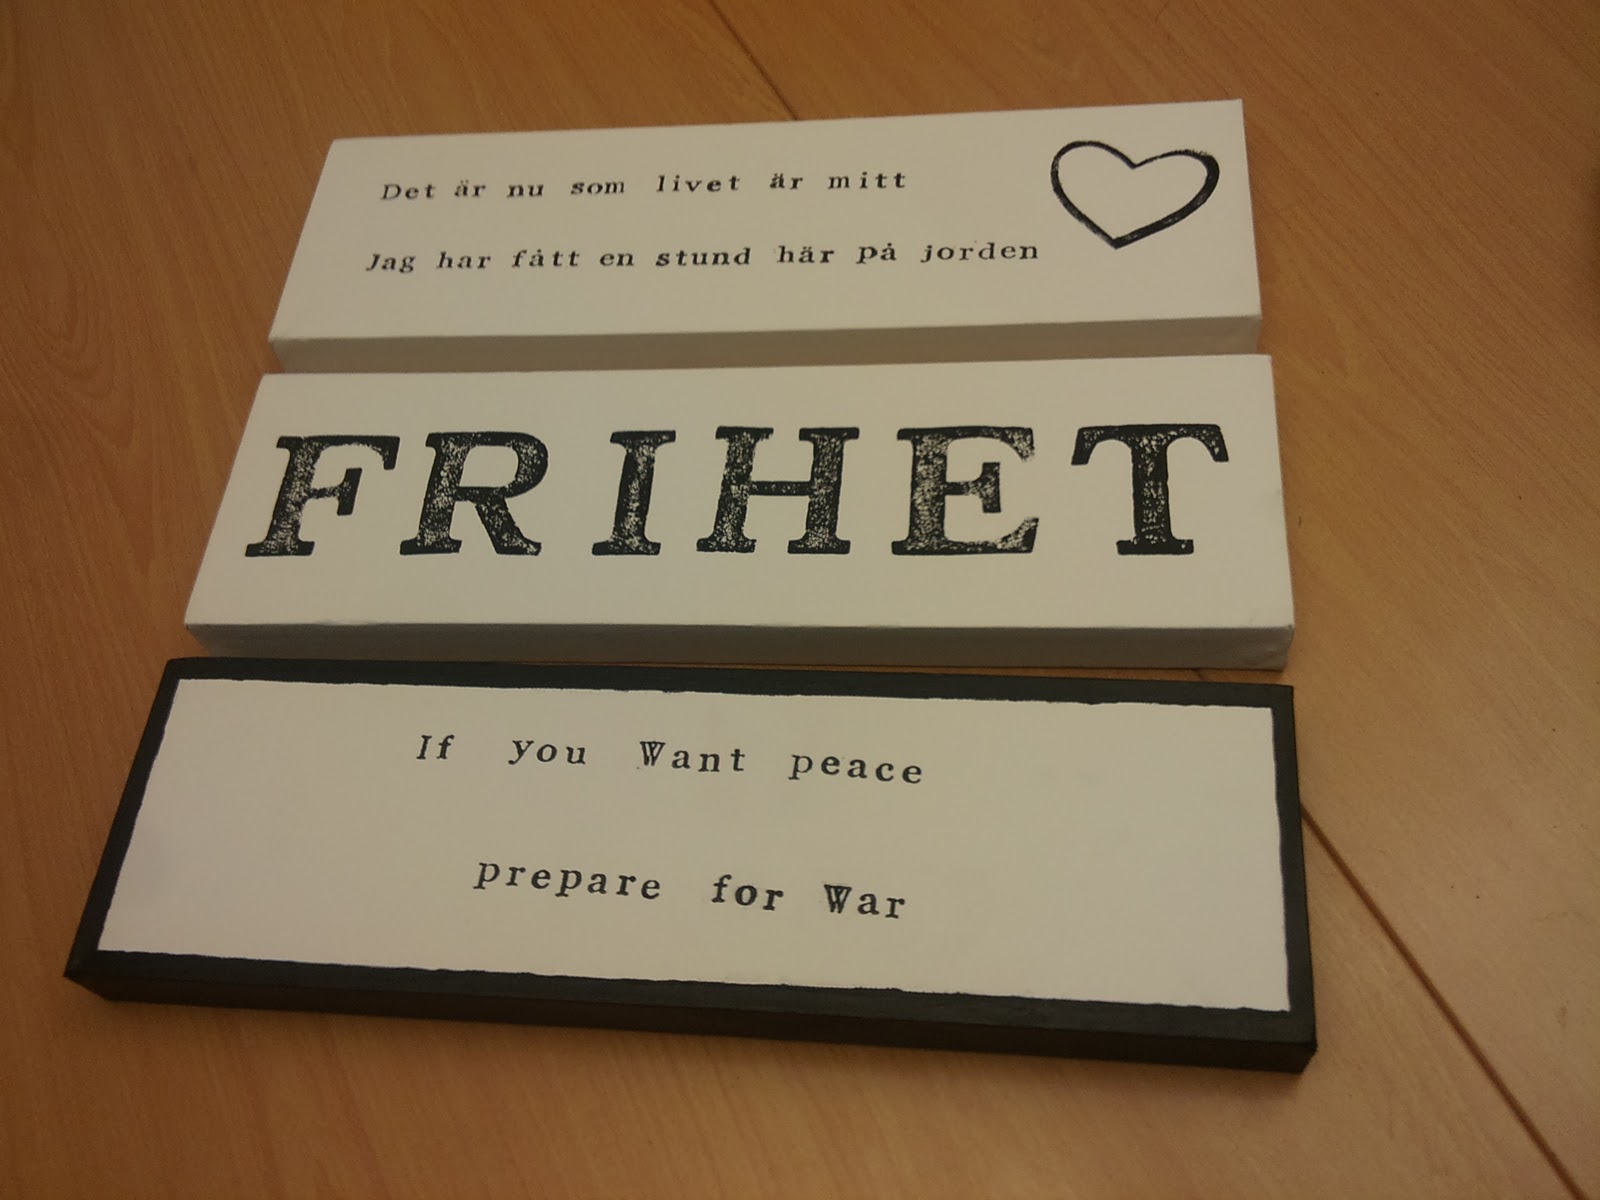 Det är nu som livet är mitt
Jag har fått en stund här på jorden
FRIHET
If you Want peace
prepare for War